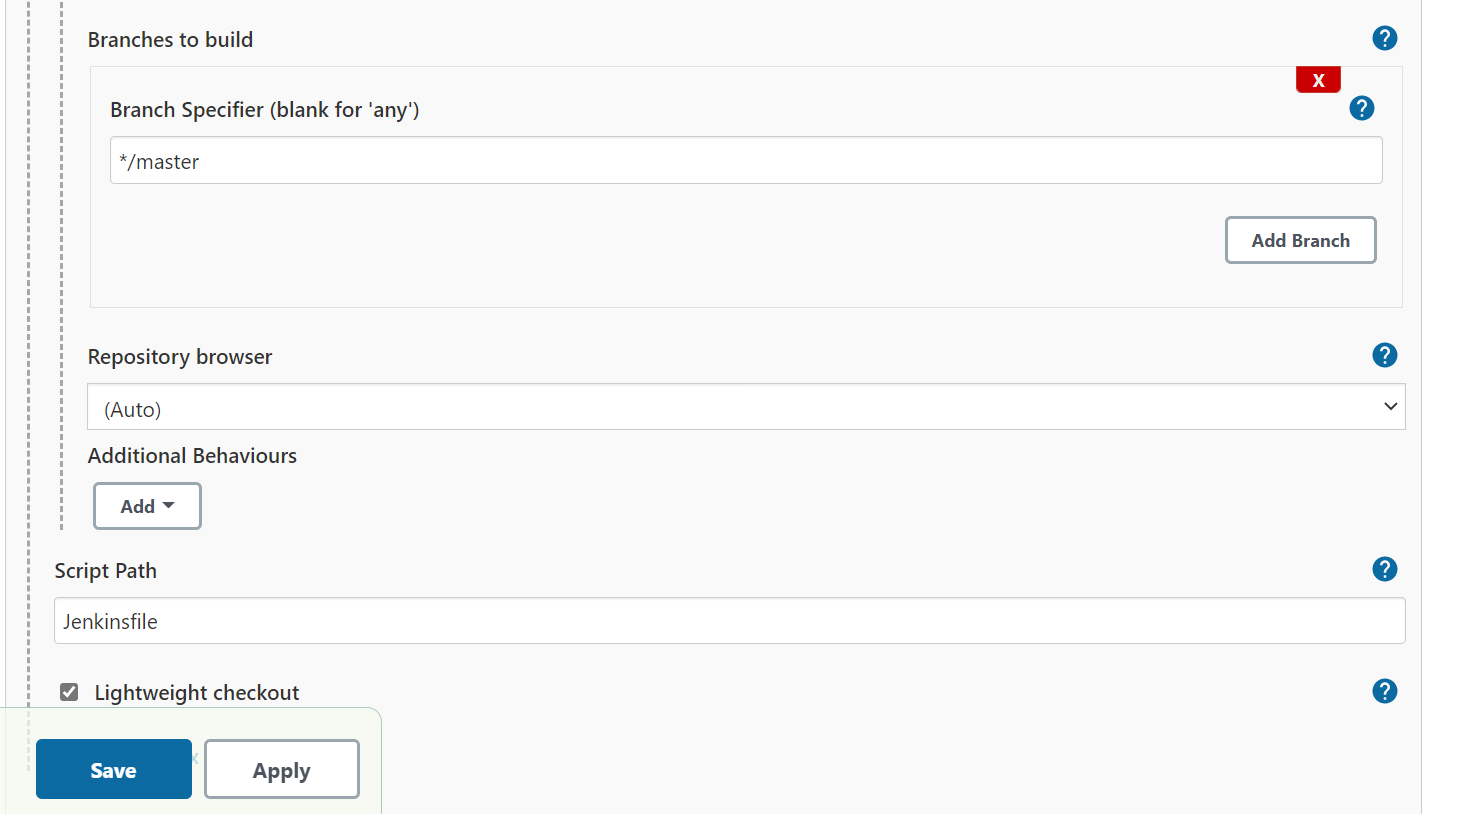 Branches to build
?
X
Branch Specifier (blank for 'any')
?
*/master
Add Branch
Repository browser
?
(Auto)
Additional Behaviours
Add
Script Path
?
Jenkinsfile
Lightweight checkout
?
Save
Apply